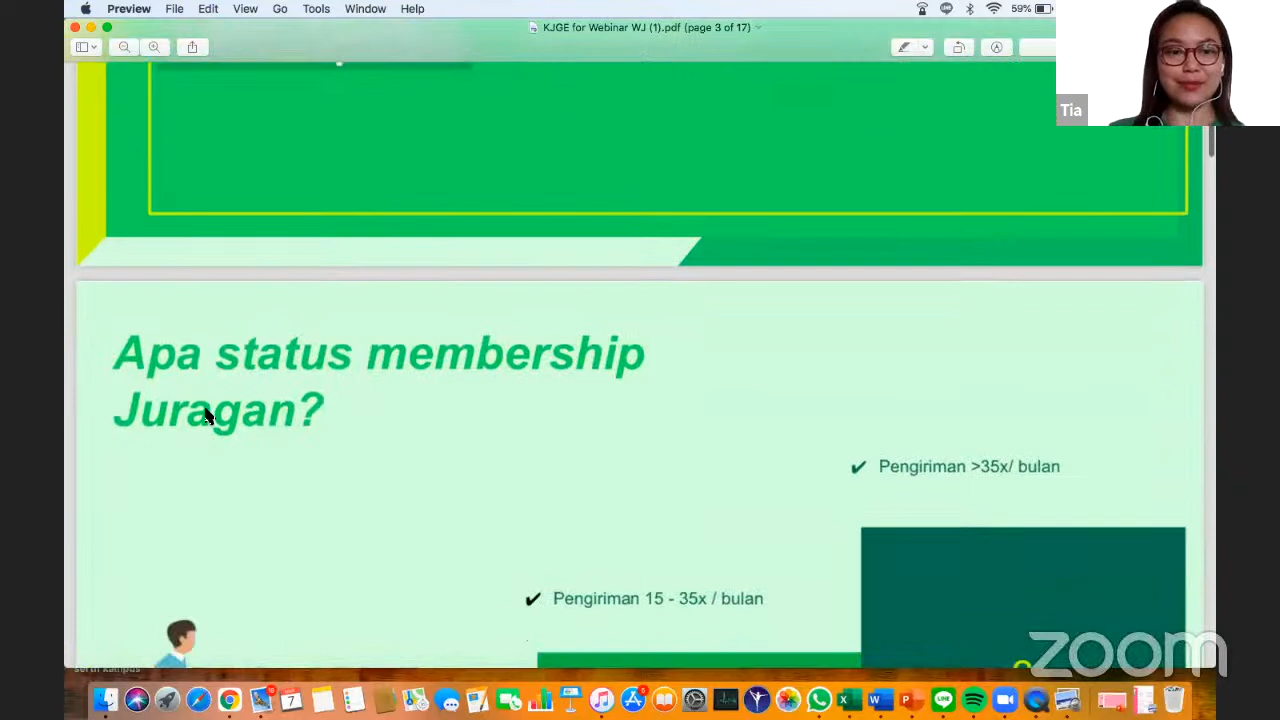 Preview File Edit View Go Tools Window Help 59%
KJGE for Webinar WJ (1).pdf (page 3 of 17)
Tia
Apa status membership
Juragan?
✔ Pengiriman >35x/ bulan
✔ Pengiriman 15 - 35x / bulan
zoom
7